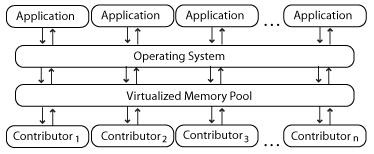 Application Application Application ... Application
Operating System
Virtualized Memory Pool
Contributor 1 Contributor 2 Contributor 3 ... Contributor n